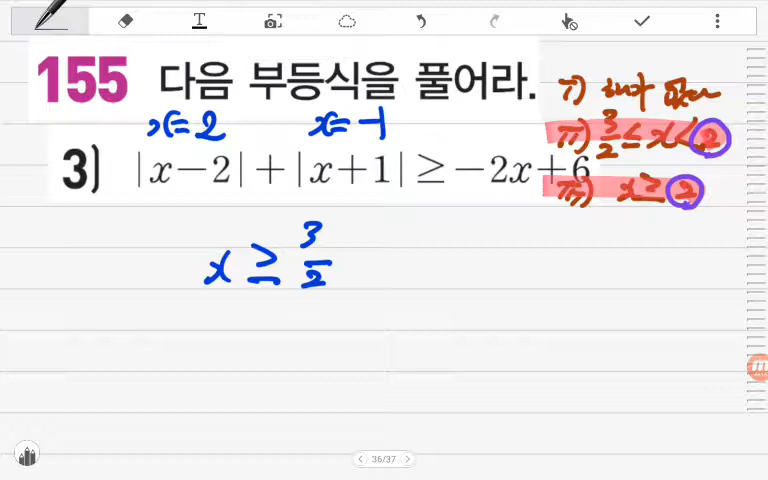 155 다음 부등식을 풀어라.
x=2 x=-1
3) |x-2|+|x+1|≥-2x+6
ⅰ) 해가 없다
ⅱ) 3/2 ≤ x < 2
ⅲ) x ≥ 2
x ≥ 3/2
36/37